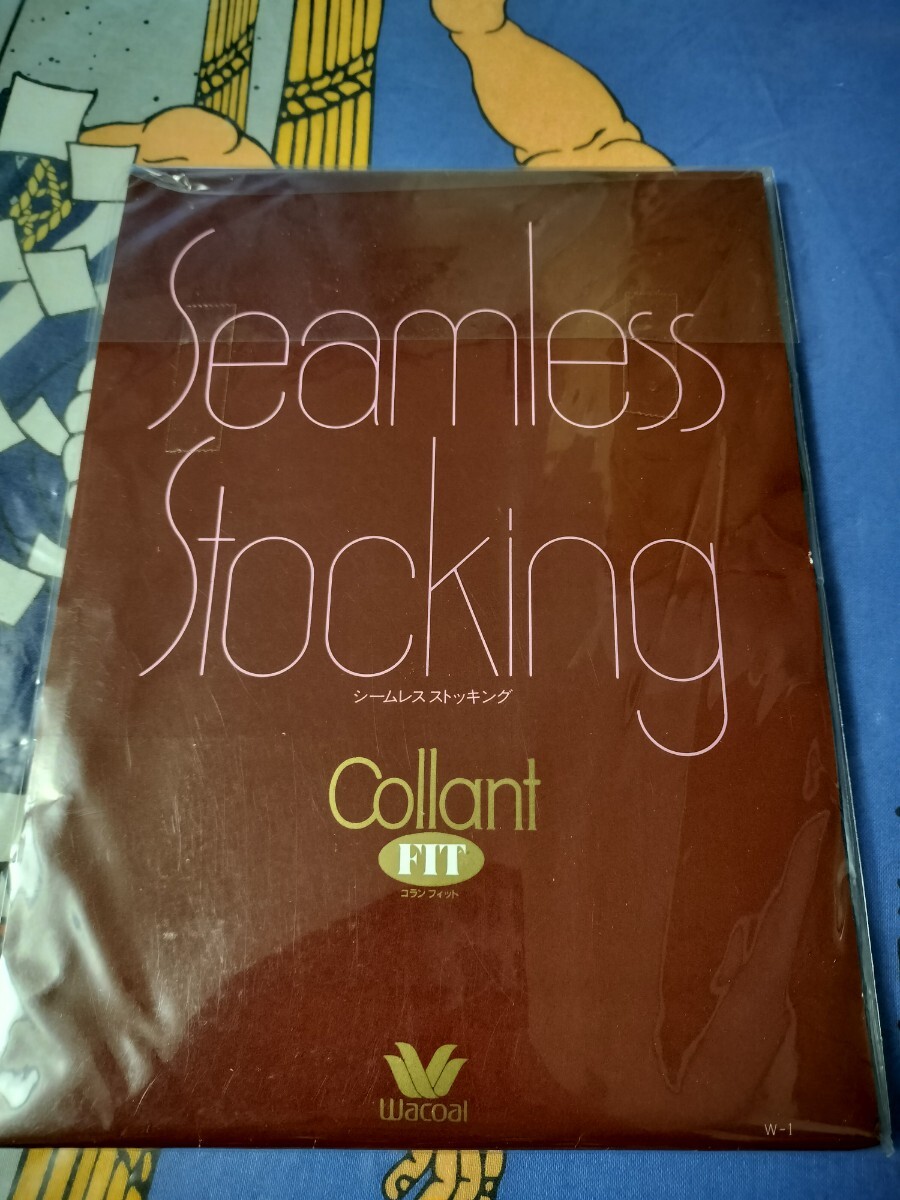 Seamless
Stocking
シームレス ストッキング
Collant
FIT
コラン フィット
Wacoal
W-1